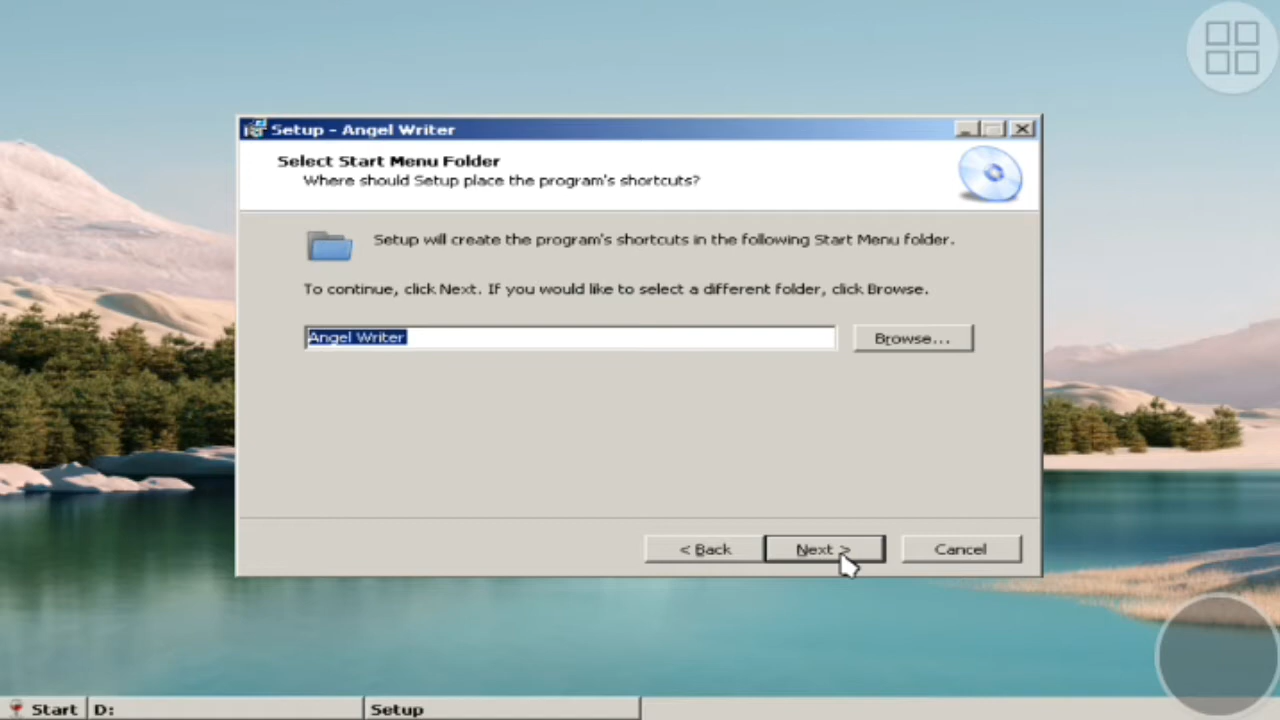 Setup - Angel Writer
Select Start Menu Folder
Where should Setup place the program's shortcuts?
Setup will create the program's shortcuts in the following Start Menu folder.
To continue, click Next. If you would like to select a different folder, click Browse.
Angel Writer
Browse...
< Back
Next >
Cancel
Start
D:
Setup